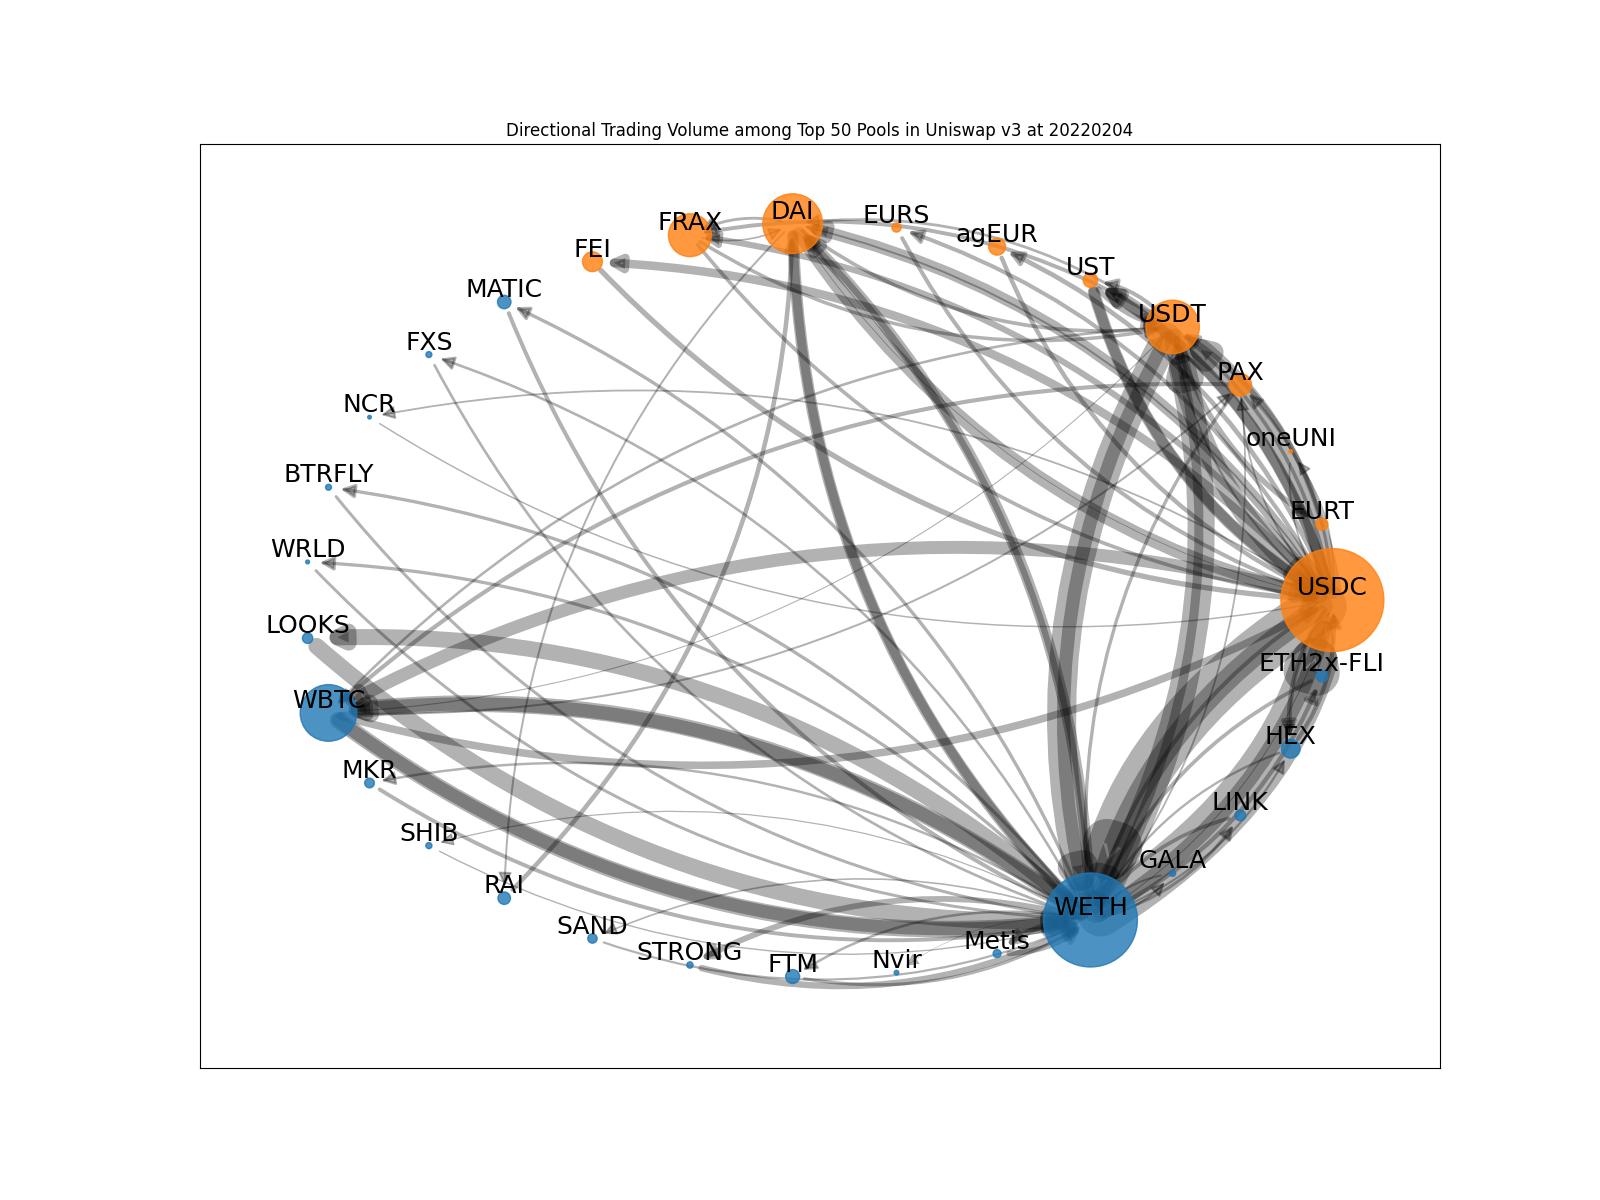 Directional Trading Volume among Top 50 Pools in Uniswap v3 at 20220204
DAI
EURS
FRAX
agEUR
FEI
UST
MATIC
USDT
FXS
PAX
NCR
oneUNI
BTRFLY
EURT
WRLD
USDC
LOOKS
ETH2x-FLI
WBTC
HEX
MKR
LINK
SHIB
GALA
RAI
WETH
SAND
Metis
STRONG
Nvir
FTM